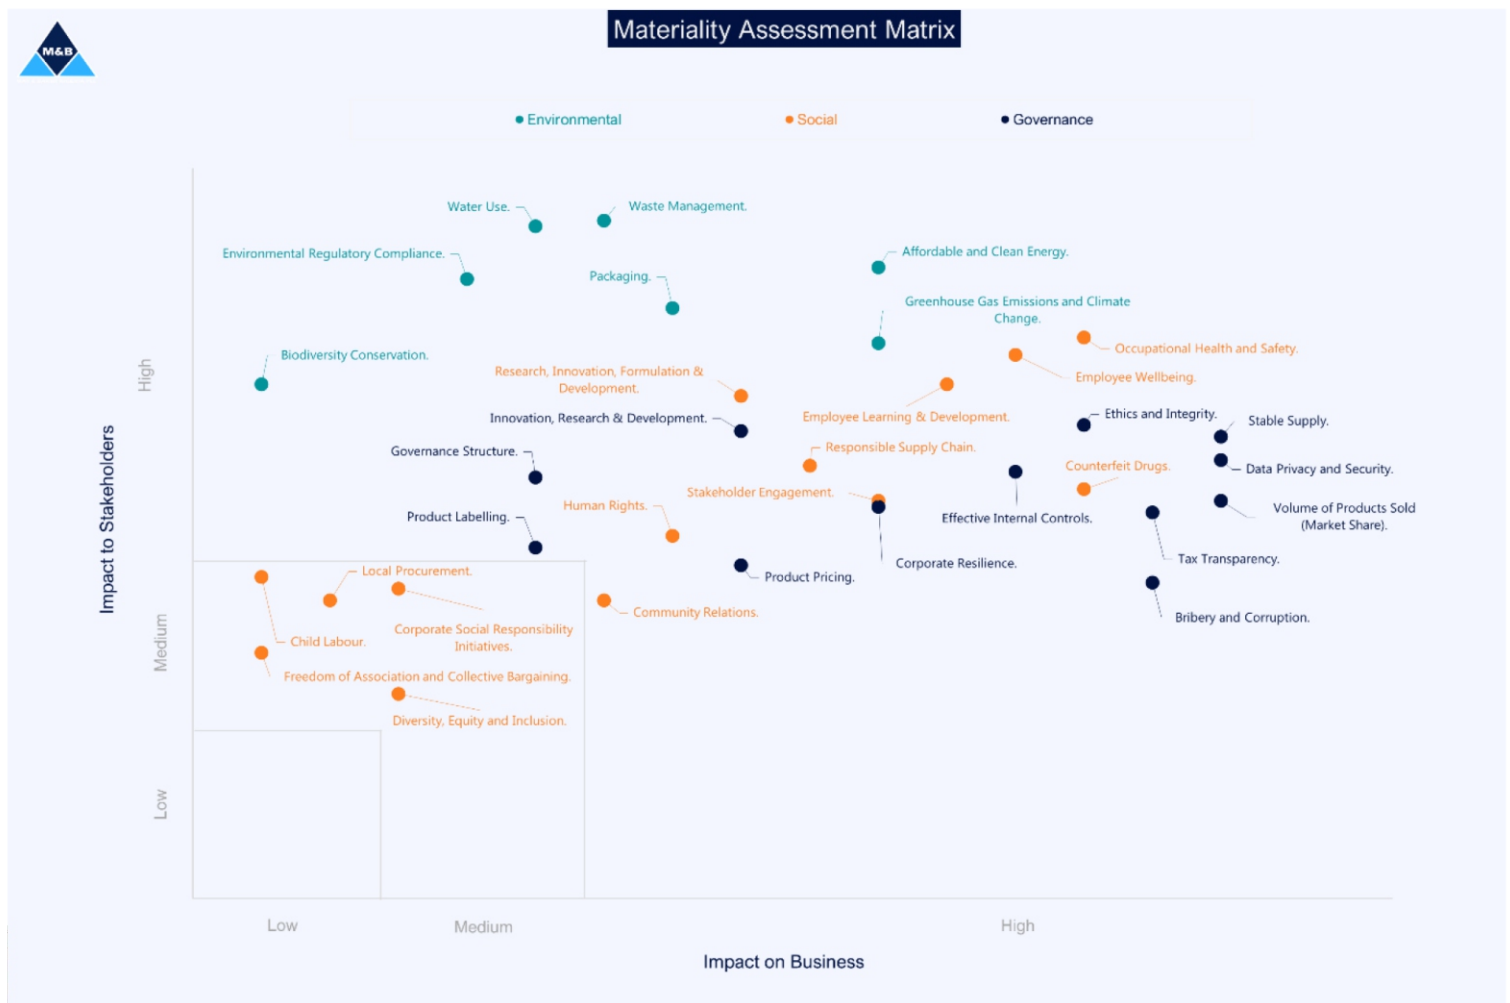 Materiality Assessment Matrix
M&B
Environmental
Social
Governance
Water Use.
Waste Management.
Environmental Regulatory Compliance.
Affordable and Clean Energy.
Packaging.
Greenhouse Gas Emissions and Climate
Change.
Biodiversity Conservation.
Occupational Health and Safety.
Research, Innovation, Formulation &
Development.
Employee Wellbeing.
Innovation, Research & Development.
Employee Learning & Development.
Ethics and Integrity.
Stable Supply.
Governance Structure.
Responsible Supply Chain.
Counterfeit Drugs.
Data Privacy and Security.
Stakeholder Engagement.
Human Rights.
Product Labelling.
Effective Internal Controls.
Volume of Products Sold
(Market Share).
Corporate Resilience.
Tax Transparency.
Local Procurement.
Product Pricing.
Community Relations.
Bribery and Corruption.
Corporate Social Responsibility
Initiatives.
Child Labour.
Freedom of Association and Collective Bargaining.
Diversity, Equity and Inclusion.
High
Medium
Low
Impact to Stakeholders
Low
Medium
High
Impact on Business